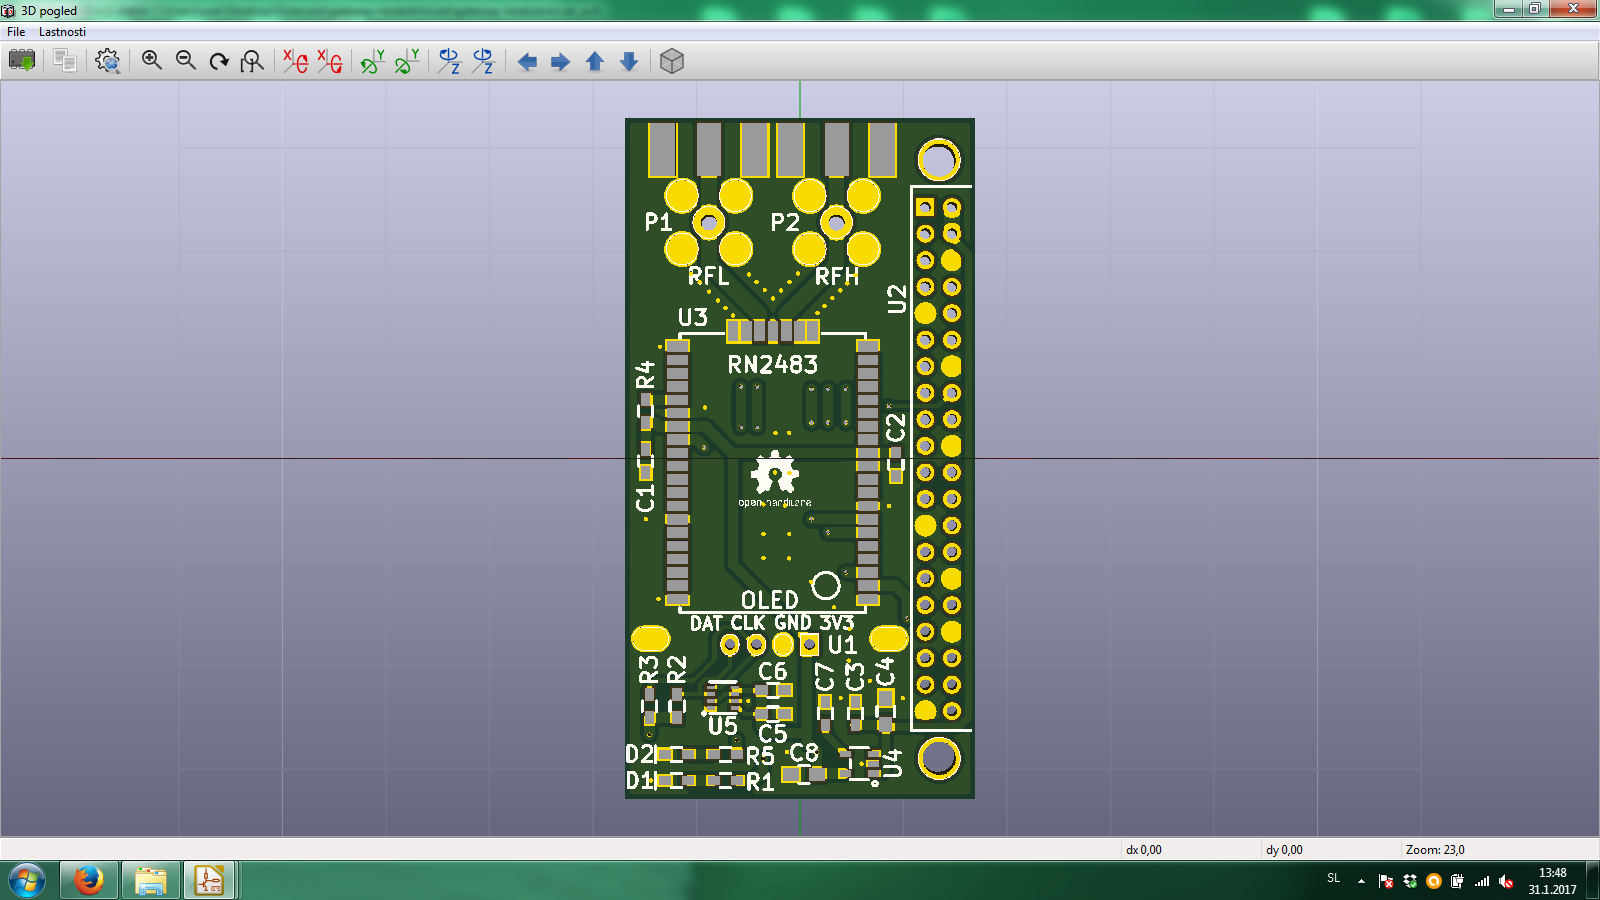 3D pogled
File Lastnosti
X X Y Y Z Z
P1 P2
RFL RFH
U2
U3
RN2483
R4
C2
C1
open hardware
OLED
DAT CLK GND 3V3
U1
R3 R2 C6 C7 C3 C4
U5 C5
D2 R5 C8 U4
D1 R1
dx 0,00 dy 0,00 Zoom: 23,0
SL 13:48
31.1.2017